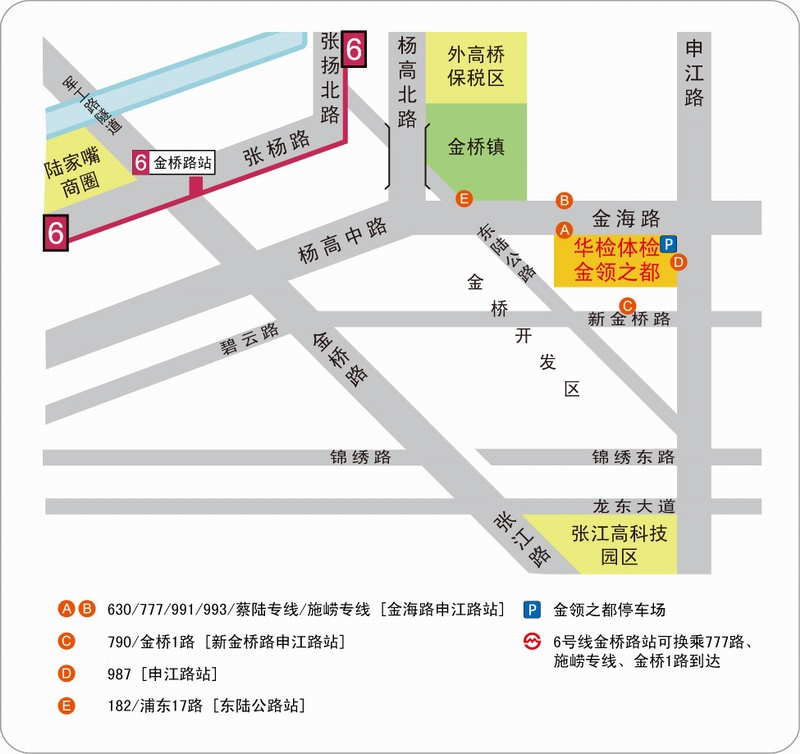 张扬北路
6
杨高北路
外高桥
保税区
申江路
军工路隧道
金桥镇
张杨路
陆家嘴
商圈
6 金桥路站
6
E
B
金海路
A
华检体检 P
金领之都
D
杨高中路
东陆公路
金桥开发区
C
新金桥路
碧云路
金桥路
锦绣路
锦绣东路
龙东大道
张江路
张江高科技
园区
A B 630/777/991/993/蔡陆专线/施崂专线 [金海路申江路站]
C 790/金桥1路 [新金桥路申江路站]
D 987 [申江路站]
E 182/浦东17路 [东陆公路站]
P 金领之都停车场
6号线金桥路站可换乘777路、
施崂专线、金桥1路到达